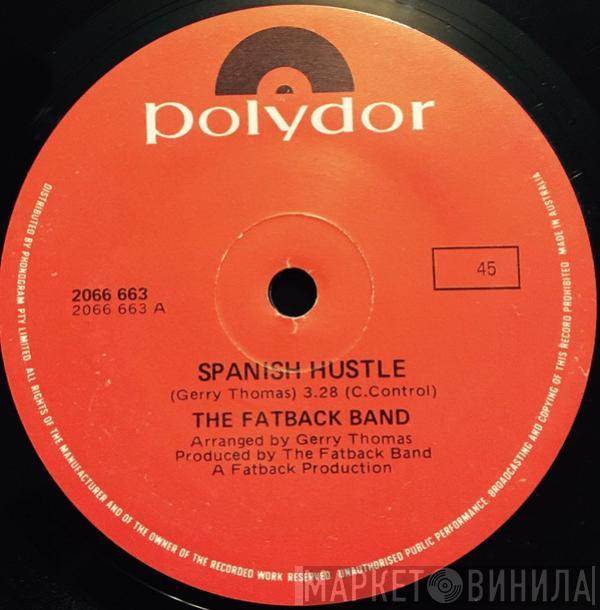 polydor
45
2066 663
2066 663 A
SPANISH HUSTLE
(Gerry Thomas) 3.28 (C.Control)
THE FATBACK BAND
Arranged by Gerry Thomas
Produced by The Fatback Band
A Fatback Production
DISTRIBUTED BY PHONOGRAM PTY LIMITED. ALL RIGHTS OF THE MANUFACTURER AND OF THE OWNER OF THE RECORDED WORK RESERVED. UNAUTHORISED PUBLIC PERFORMANCE, BROADCASTING AND COPYING OF THIS RECORD PROHIBITED MADE IN AUSTRALIA
МАРКЕТ ВИНИЛА